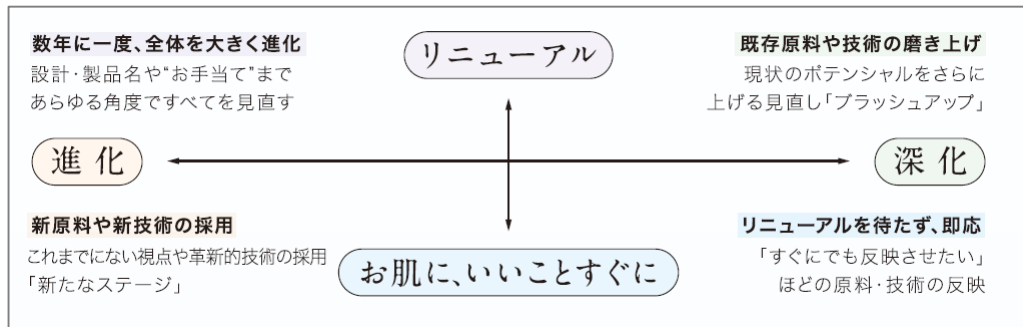 数年に一度、全体を大きく進化
設計・製品名や“お手当て”まで
あらゆる角度ですべてを見直す
リニューアル
既存原料や技術の磨き上げ
現状のポテンシャルをさらに
上げる見直し「ブラッシュアップ」
進化
深化
新原料や新技術の採用
これまでにない視点や革新的技術の採用
「新たなステージ」
お肌に、いいことすぐに
リニューアルを待たず、即応
「すぐにでも反映させたい」
ほどの原料・技術の反映